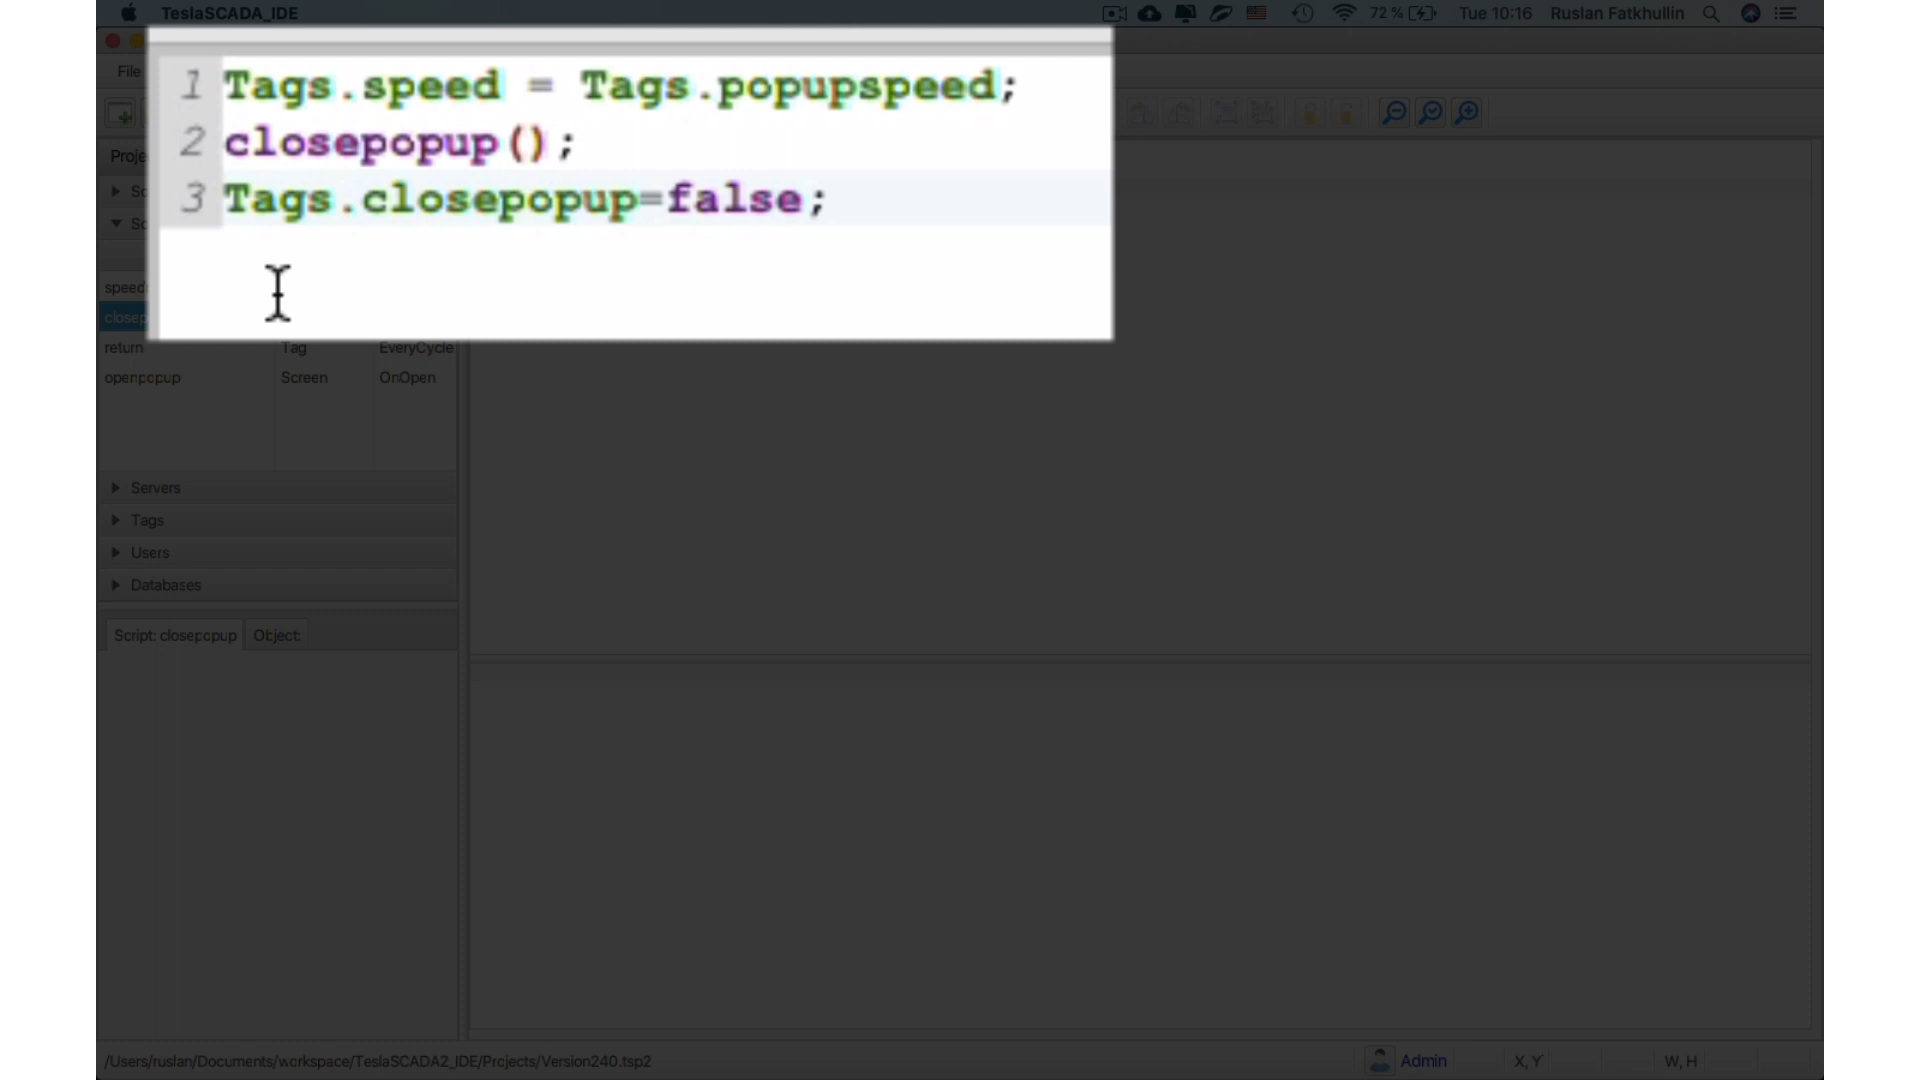 TeslaSCADA_IDE
72 %
Tue 10:16
Ruslan Fatkhullin
1 Tags.speed = Tags.popupspeed;
2 closepopup();
3 Tags.closepopup=false;
File
return Tag EveryCycle
openpopup Screen OnOpen
Servers
Tags
Users
Databases
Script: closepopup
Object:
/Users/ruslan/Documents/workspace/TeslaSCADA2_IDE/Projects/Version240.tsp2
Admin
X, Y
W, H